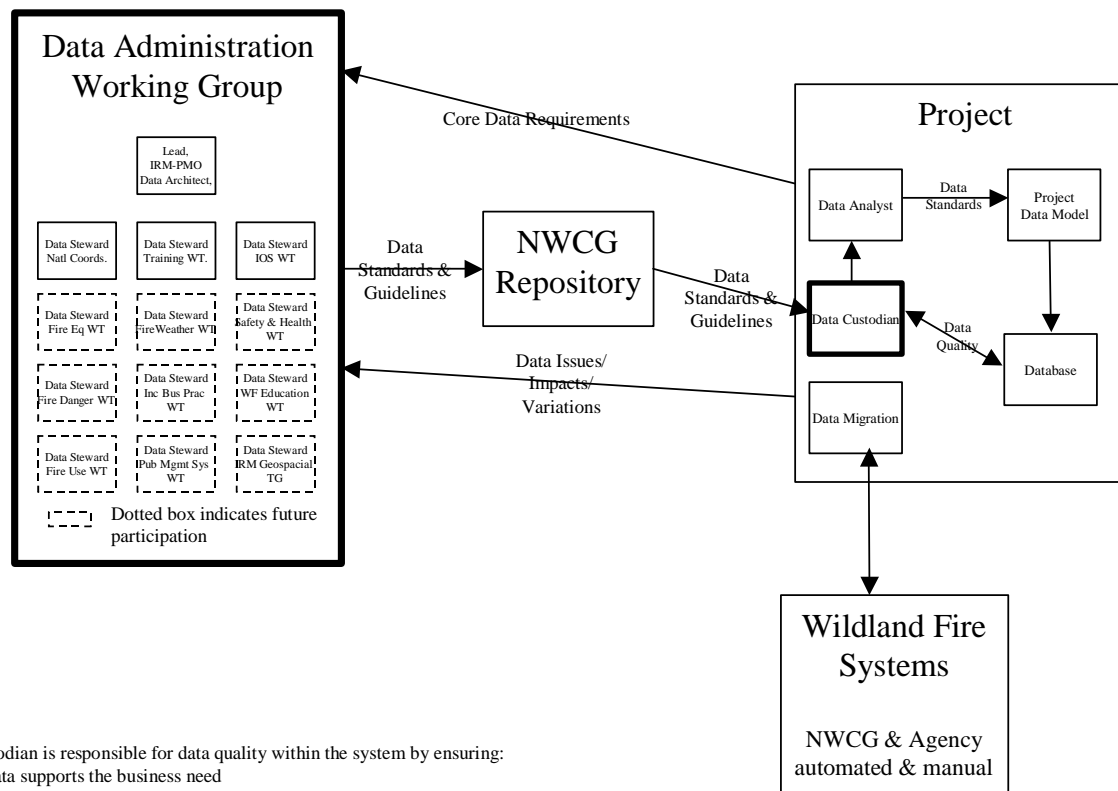 Data Administration
Working Group
Lead,
IRM-PMO
Data Architect,
Data Steward
Natl Coords.
Data Steward
Training WT.
Data Steward
IOS WT
Data Steward
Fire Eq WT
Data Steward
FireWeather WT
Data Steward
Safety & Health
WT
Data Steward
Fire Danger WT
Data Steward
Inc Bus Prac
WT
Data Steward
WF Education
WT
Data Steward
Fire Use WT
Data Steward
Pub Mgmt Sys
WT
Data Steward
IRM Geospacial
TG
Dotted box indicates future
participation
Core Data Requirements
Data
Standards &
Guidelines
NWCG
Repository
Data
Standards &
Guidelines
Data Issues/
Impacts/
Variations
Project
Data Analyst
Data
Standards
Project
Data Model
Data Custodian
Data
Quality
Database
Data Migration
Wildland Fire
Systems
NWCG & Agency
automated & manual
odian is responsible for data quality within the system by ensuring:
ata supports the business need